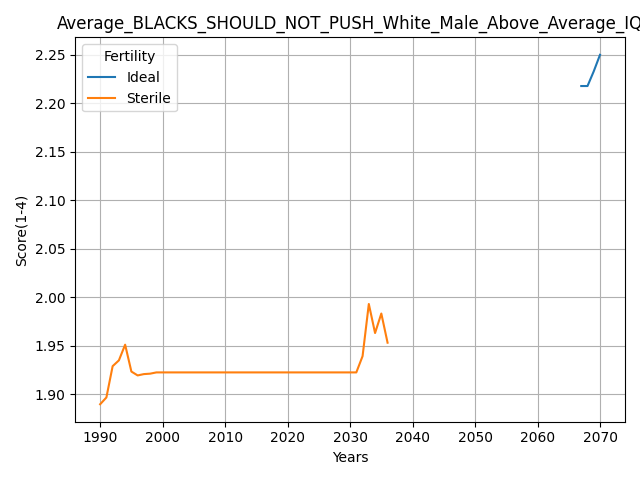 Average_BLACKS_SHOULD_NOT_PUSH_White_Male_Above_Average_IQ
Fertility
Ideal
Sterile
2.25
2.20
2.15
2.10
2.05
2.00
1.95
1.90
Score(1-4)
1990 2000 2010 2020 2030 2040 2050 2060 2070
Years